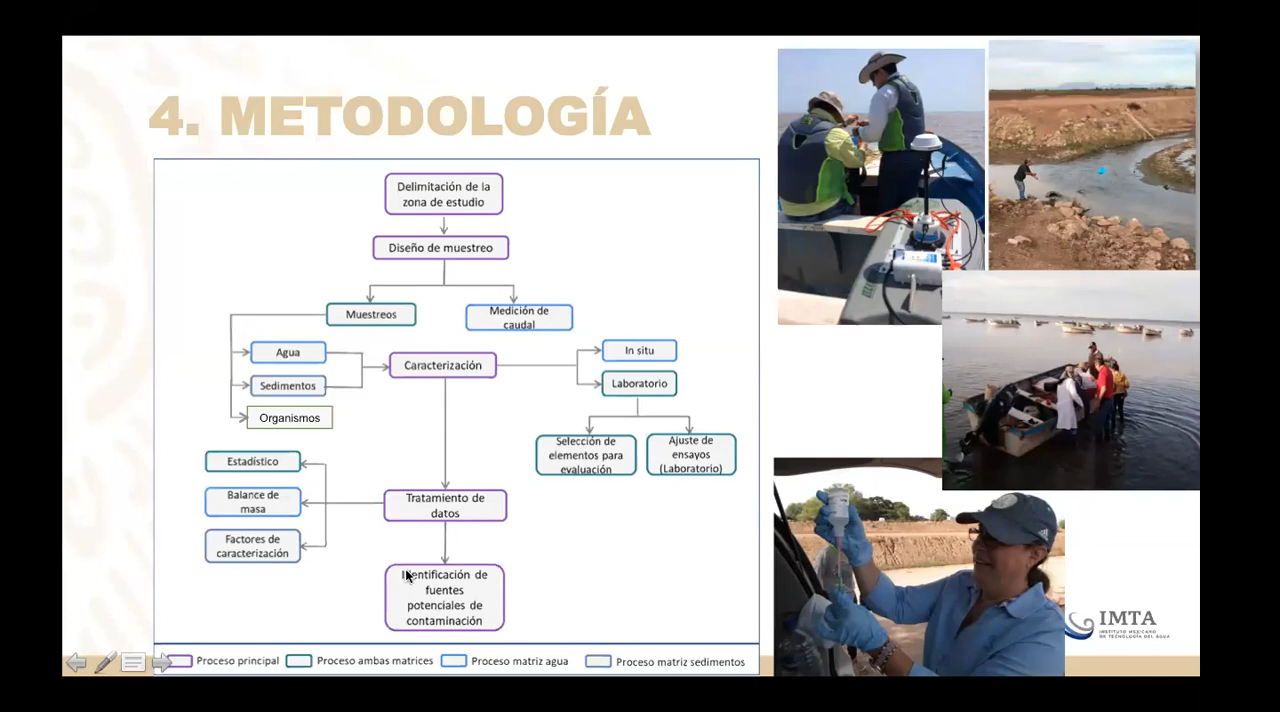 4. METODOLOGÍA
Delimitación de la
zona de estudio
Diseño de muestreo
Muestreos
Medición de
caudal
Agua
Sedimentos
Organismos
Caracterización
In situ
Laboratorio
Selección de
elementos para
evaluación
Ajuste de
ensayos
(Laboratorio)
Estadístico
Balance de
masa
Factores de
caracterización
Tratamiento de
datos
Identificación de
fuentes
potenciales de
contaminación
Proceso principal
Proceso ambas matrices
Proceso matriz agua
Proceso matriz sedimentos
IMTA
INSTITUTO MEXICANO
DE TECNOLOGÍA DEL AGUA